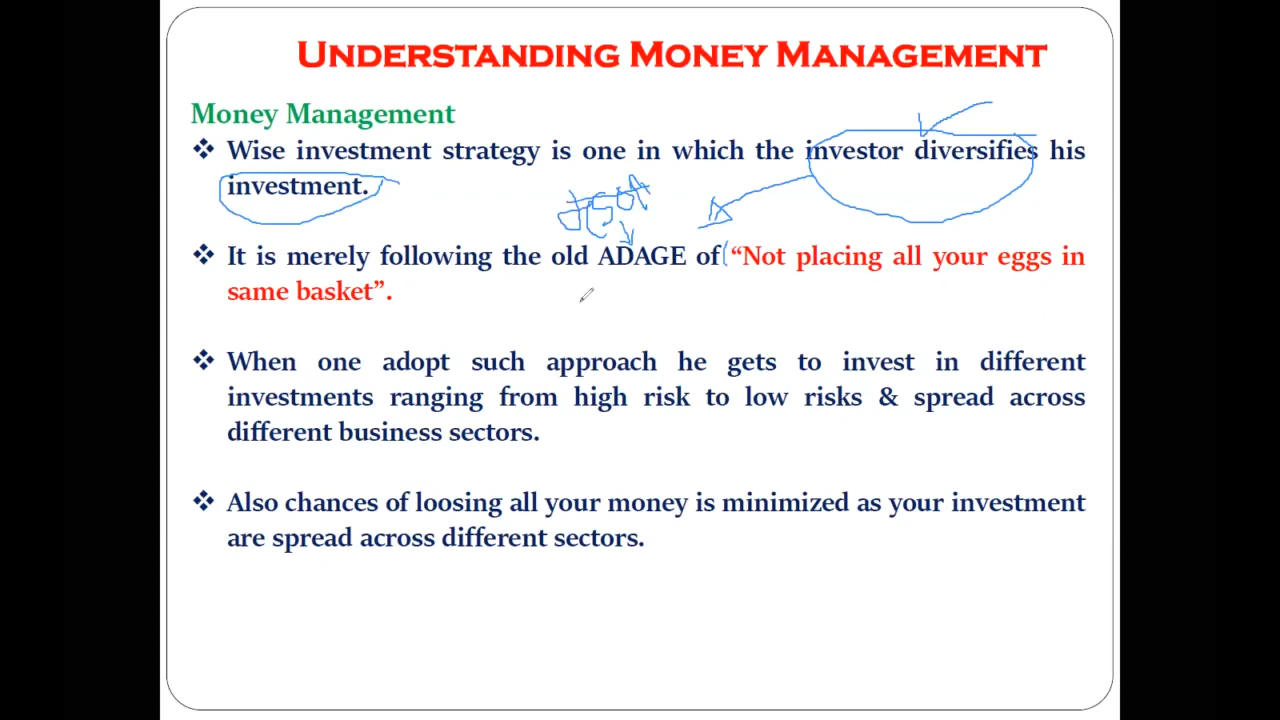 UNDERSTANDING MONEY MANAGEMENT
Money Management
❖ Wise investment strategy is one in which the investor diversifies his
investment.
❖ It is merely following the old ADAGE of “Not placing all your eggs in
same basket”.
❖ When one adopt such approach he gets to invest in different
investments ranging from high risk to low risks & spread across
different business sectors.
❖ Also chances of loosing all your money is minimized as your investment
are spread across different sectors.